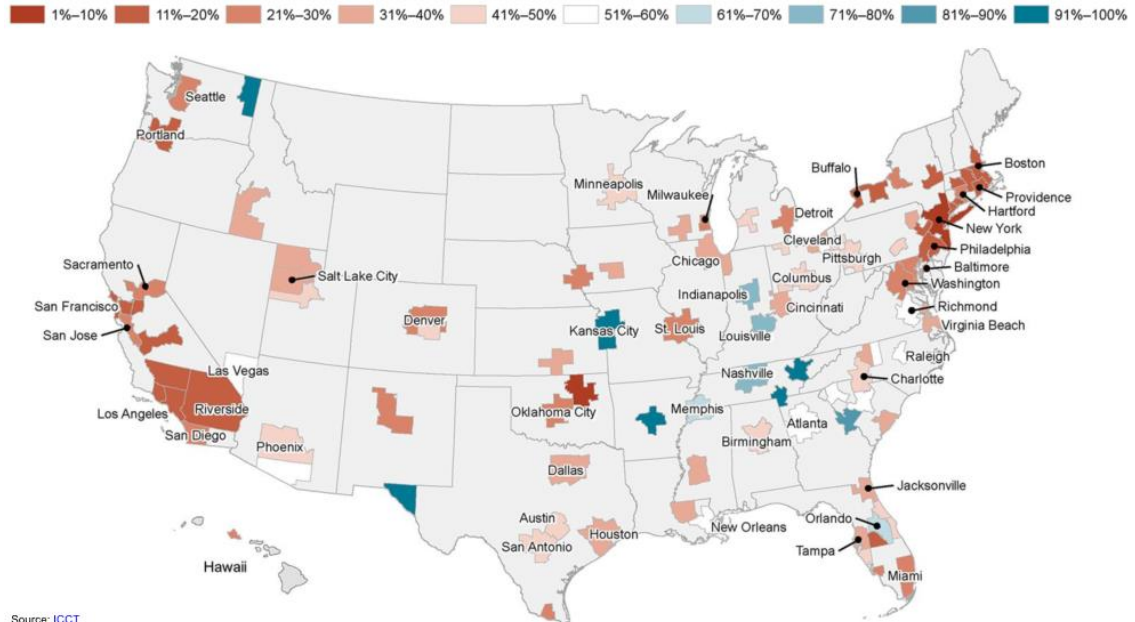 1%–10% 11%–20% 21%–30% 31%–40% 41%–50% 51%–60% 61%–70% 71%–80% 81%–90% 91%–100%
Seattle
Portland
Minneapolis
Milwaukee
Buffalo
Boston
Providence
Hartford
New York
Detroit
Cleveland
Pittsburgh
Philadelphia
Chicago
Columbus
Baltimore
Washington
Sacramento
Salt Lake City
Indianapolis
Cincinnati
Richmond
San Francisco
Denver
Kansas City
St. Louis
Louisville
Virginia Beach
San Jose
Las Vegas
Nashville
Raleigh
Charlotte
Los Angeles
Riverside
Oklahoma City
Memphis
Atlanta
San Diego
Phoenix
Birmingham
Dallas
Jacksonville
Austin
Houston
New Orleans
Orlando
San Antonio
Tampa
Hawaii
Miami
Source: ICCT